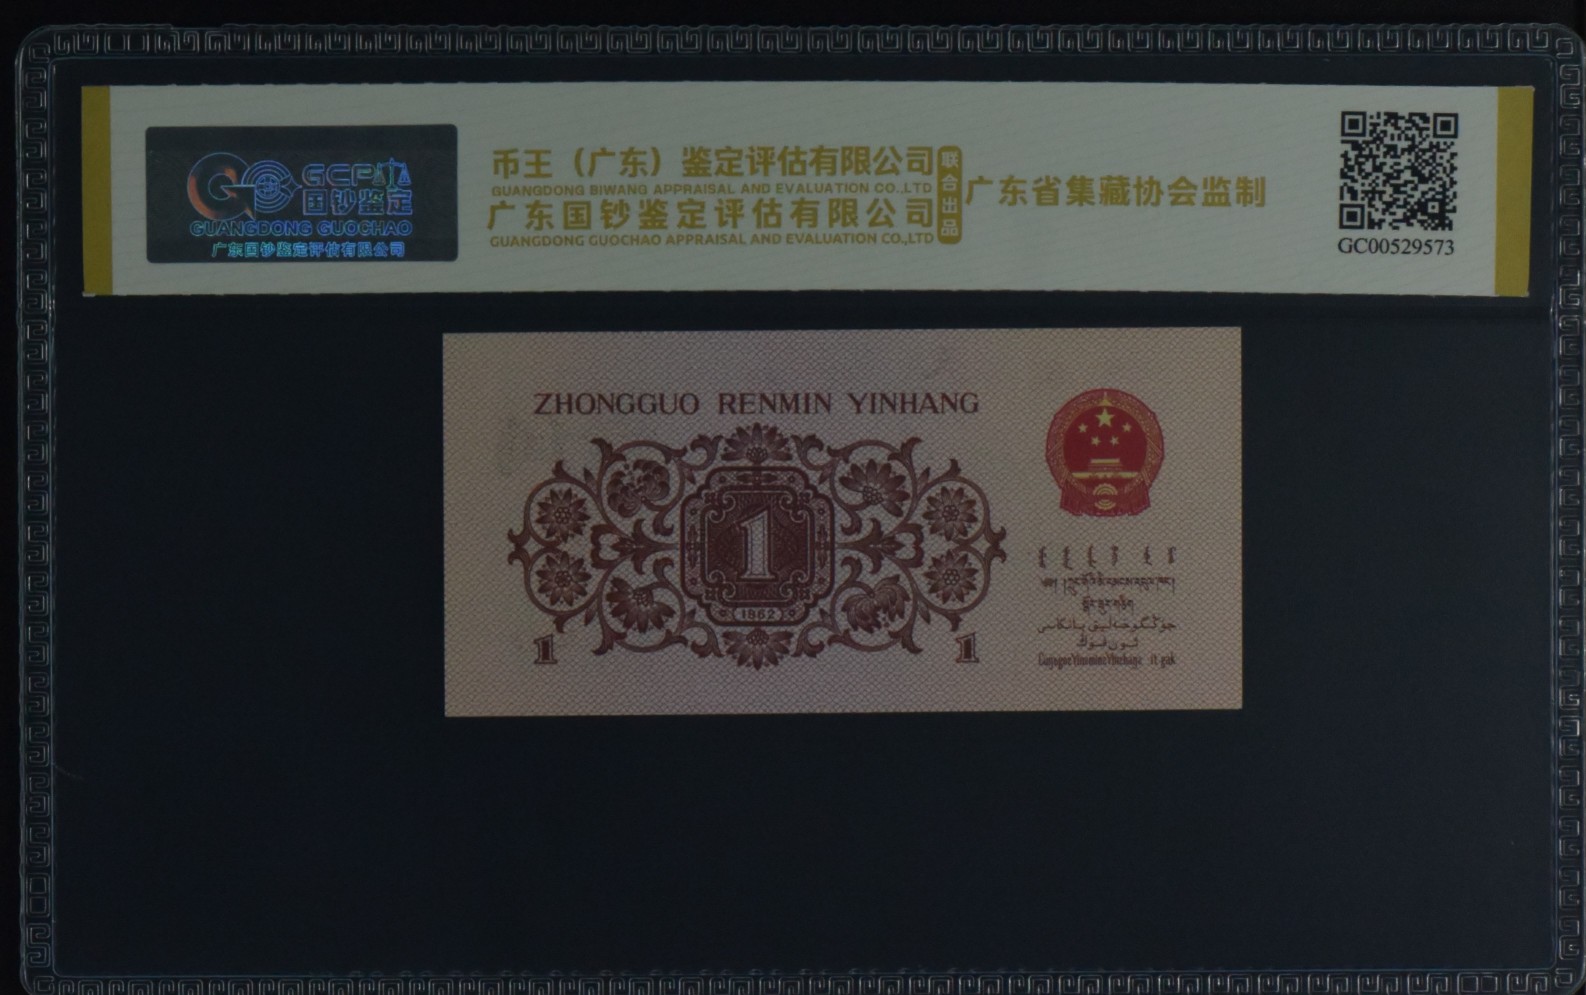 GCP
国钞鉴定
GUANGDONG GUOCHAO
广东国钞鉴定评估有限公司
币王（广东）鉴定评估有限公司
GUANGDONG BIWANG APPRAISAL AND EVALUATION CO.,LTD
广东国钞鉴定评估有限公司
GUANGDONG GUOCHAO APPRAISAL AND EVALUATION CO.,LTD
联合出品
广东省集藏协会监制
GC00529573
ZHONGGUO RENMIN YINHANG
1
1962
1
1